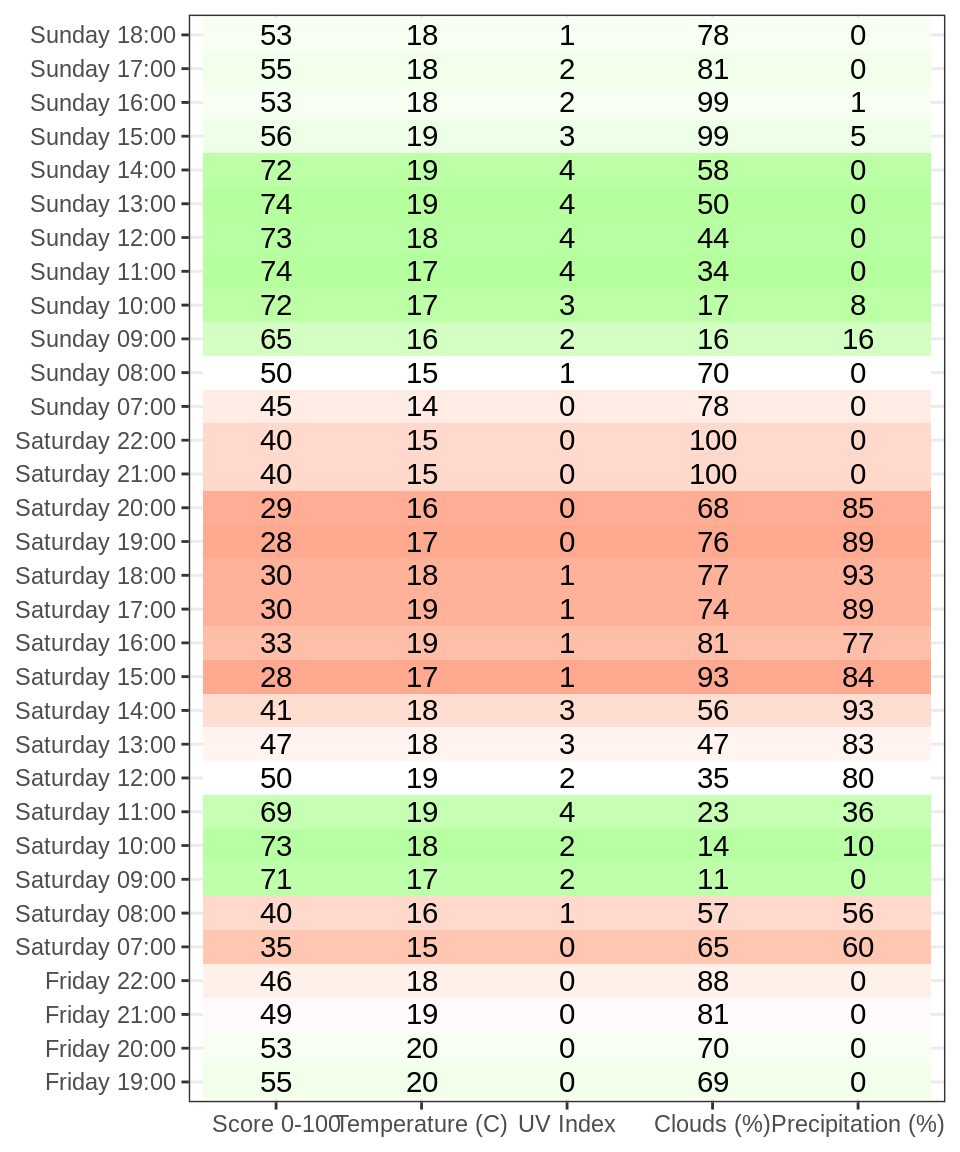 Sunday 18:00 53 18 1 78 0
Sunday 17:00 55 18 2 81 0
Sunday 16:00 53 18 2 99 1
Sunday 15:00 56 19 3 99 5
Sunday 14:00 72 19 4 58 0
Sunday 13:00 74 19 4 50 0
Sunday 12:00 73 18 4 44 0
Sunday 11:00 74 17 4 34 0
Sunday 10:00 72 17 3 17 8
Sunday 09:00 65 16 2 16 16
Sunday 08:00 50 15 1 70 0
Sunday 07:00 45 14 0 78 0
Saturday 22:00 40 15 0 100 0
Saturday 21:00 40 15 0 100 0
Saturday 20:00 29 16 0 68 85
Saturday 19:00 28 17 0 76 89
Saturday 18:00 30 18 1 77 93
Saturday 17:00 30 19 1 74 89
Saturday 16:00 33 19 1 81 77
Saturday 15:00 28 17 1 93 84
Saturday 14:00 41 18 3 56 93
Saturday 13:00 47 18 3 47 83
Saturday 12:00 50 19 2 35 80
Saturday 11:00 69 19 4 23 36
Saturday 10:00 73 18 2 14 10
Saturday 09:00 71 17 2 11 0
Saturday 08:00 40 16 1 57 56
Saturday 07:00 35 15 0 65 60
Friday 22:00 46 18 0 88 0
Friday 21:00 49 19 0 81 0
Friday 20:00 53 20 0 70 0
Friday 19:00 55 20 0 69 0
Score 0-100 Temperature (C) UV Index Clouds (%) Precipitation (%)